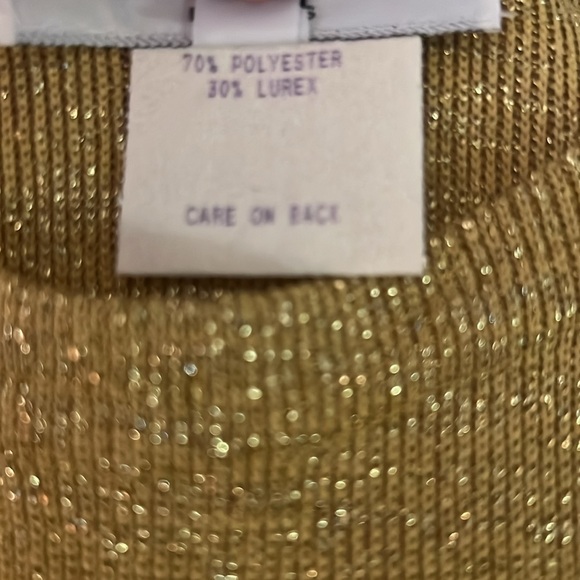 70% POLYESTER
30% LUREX
CARE ON BACK